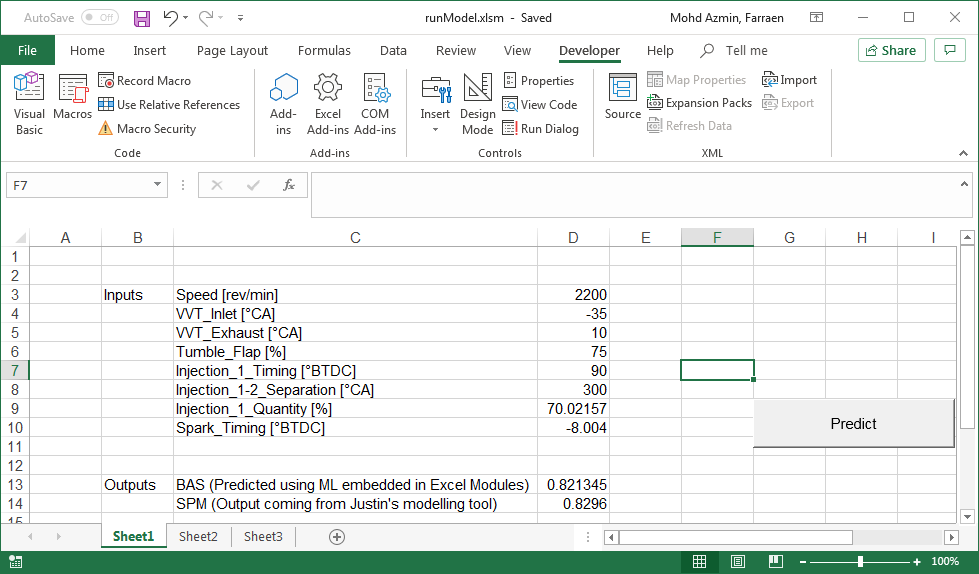 AutoSave Off runModel.xlsm - Saved Mohd Azmin, Farraen
File Home Insert Page Layout Formulas Data Review View Developer Help Tell me Share
Visual Basic
Macros
Record Macro
Use Relative References
Macro Security
Code
Add-ins
Excel Add-ins
COM Add-ins
Add-ins
Insert
Design Mode
Properties
View Code
Run Dialog
Controls
Source
Map Properties
Expansion Packs
Refresh Data
Import
Export
XML
F7 fx
A B C D E F G H I
1
2
3 Inputs Speed [rev/min] 2200
4 VVT_Inlet [°CA] -35
5 VVT_Exhaust [°CA] 10
6 Tumble_Flap [%] 75
7 Injection_1_Timing [°BTDC] 90
8 Injection_1-2_Separation [°CA] 300
9 Injection_1_Quantity [%] 70.02157
10 Spark_Timing [°BTDC] -8.004
Predict
11
12
13 Outputs BAS (Predicted using ML embedded in Excel Modules) 0.821345
14 SPM (Output coming from Justin's modelling tool) 0.8296
15
Sheet1 Sheet2 Sheet3
100%